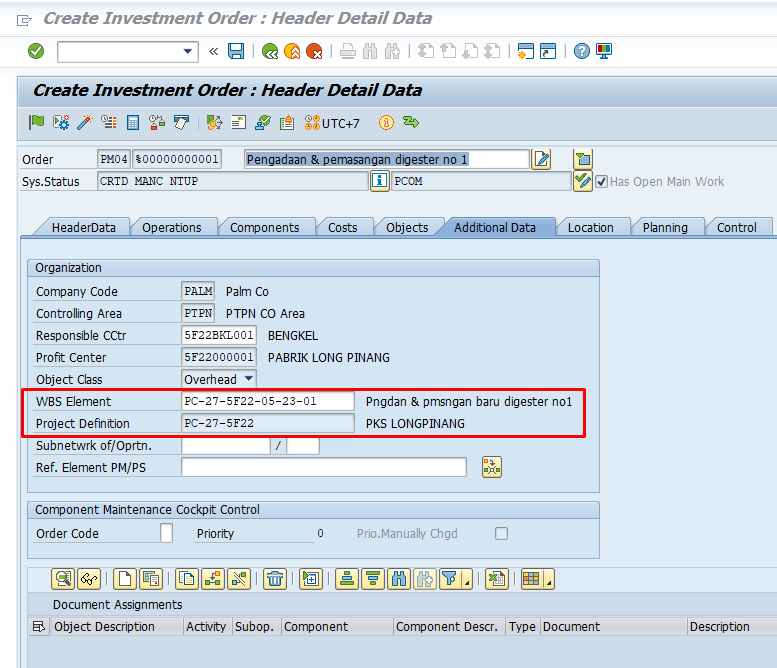 Create Investment Order : Header Detail Data
Create Investment Order : Header Detail Data
UTC+7
Order PM04 %00000000001 Pengadaan & pemasangan digester no 1
Sys.Status CRTD MANC NTUP PCOM Has Open Main Work
HeaderData Operations Components Costs Objects Additional Data Location Planning Control
Organization
Company Code PALM Palm Co
Controlling Area PTPN PTPN CO Area
Responsible CCtr 5F22BKL001 BENGKEL
Profit Center 5F22000001 PABRIK LONG PINANG
Object Class Overhead
WBS Element PC-27-5F22-05-23-01 Pngdan & pmsngan baru digester no1
Project Definition PC-27-5F22 PKS LONGPINANG
Subnetwrk of/Oprtn. /
Ref. Element PM/PS
Component Maintenance Cockpit Control
Order Code Priority 0 Prio.Manually Chgd
Document Assignments
Object Description Activity Subop. Component Component Descr. Type Document Description